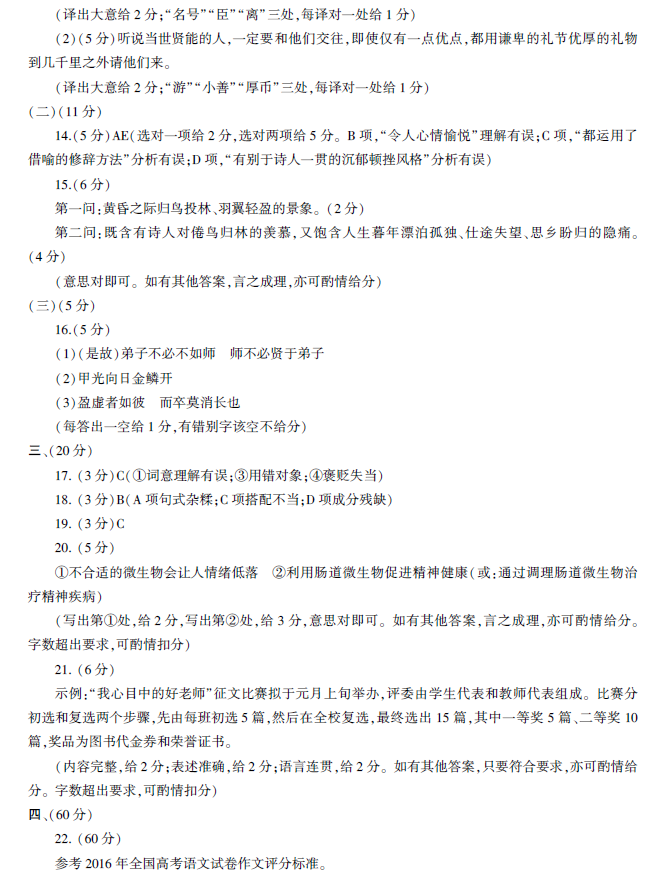 (译出大意给 2 分;“名号”“臣”“离”三处,每译对一处给 1 分)
(2)(5 分)听说当世贤能的人,一定要和他们交往,即使仅有一点优点,都用谦卑的礼节优厚的礼物
到几千里之外请他们来。
(译出大意给 2 分;“游”“小善”“厚币”三处,每译对一处给 1 分)
(二)(11 分)
14.(5 分)AE(选对一项给 2 分,选对两项给 5 分。B 项,“令人心情愉悦”理解有误;C 项,“都运用了
借喻的修辞方法”分析有误;D 项,“有别于诗人一贯的沉郁顿挫风格”分析有误)
15.(6 分)
第一问:黄昏之际归鸟投林、羽翼轻盈的景象。(2 分)
第二问:既含有诗人对倦鸟归林的羡慕,又饱含人生暮年漂泊孤独、仕途失望、思乡盼归的隐痛。
(4 分)
(意思对即可。如有其他答案,言之成理,亦可酌情给分)
(三)(5 分)
16.(5 分)
(1)(是故)弟子不必不如师 师不必贤于弟子
(2)甲光向日金鳞开
(3)盈虚者如彼 而卒莫消长也
(每答出一空给 1 分,有错别字该空不给分)
三、(20 分)
17. (3 分)C(①词意理解有误;③用错对象;④褒贬失当)
18. (3 分)B(A 项句式杂糅;C 项搭配不当;D 项成分残缺)
19. (3 分)C
20. (5 分)
①不合适的微生物会让人情绪低落 ②利用肠道微生物促进精神健康(或:通过调理肠道微生物治
疗精神疾病)
(写出第①处,给 2 分,写出第②处,给 3 分,意思对即可。如有其他答案,言之成理,亦可酌情给分。
字数超出要求,可酌情扣分)
21. (6 分)
示例:“我心目中的好老师”征文比赛拟于元月上旬举办,评委由学生代表和教师代表组成。比赛分
初选和复选两个步骤,先由每班初选 5 篇,然后在全校复选,最终选出 15 篇,其中一等奖 5 篇、二等奖 10
篇,奖品为图书代金券和荣誉证书。
(内容完整,给 2 分;表述准确,给 2 分;语言连贯,给 2 分。如有其他答案,只要符合要求,亦可酌情给
分。字数超出要求,可酌情扣分)
四、(60 分)
22. (60 分)
参考 2016 年全国高考语文试卷作文评分标准。